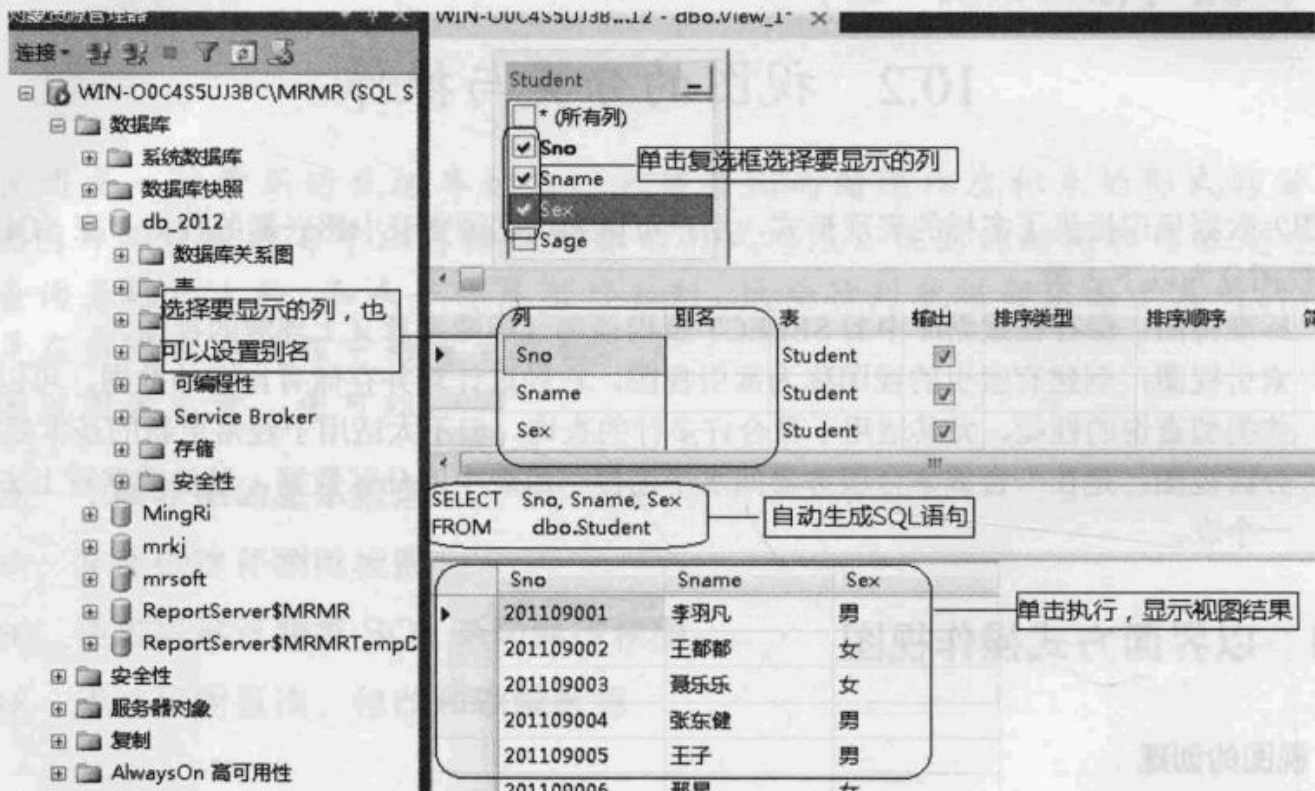 连接
WIN-O0C4S5UJ3BC\MRMR (SQL S
数据库
系统数据库
数据库快照
db_2012
数据库关系图
表
选择要显示的列，也
可以设置别名
可编程性
Service Broker
存储
安全性
MingRi
mrkj
mrsoft
ReportServer$MRMR
ReportServer$MRMRTempD
安全性
服务器对象
复制
AlwaysOn 高可用性
WIN-O0C4S5UJ3B...12 - dbo.View_1*
Student
* (所有列)
Sno
Sname
Sex
Sage
单击复选框选择要显示的列
列 别名 表 输出 排序类型 排序顺序
Sno Student
Sname Student
Sex Student
SELECT Sno, Sname, Sex
FROM dbo.Student
自动生成SQL语句
Sno Sname Sex
201109001 李羽凡 男
201109002 王都都 女
201109003 聂乐乐 女
201109004 张东健 男
201109005 王子 男
201109006 邢星 女
单击执行，显示视图结果